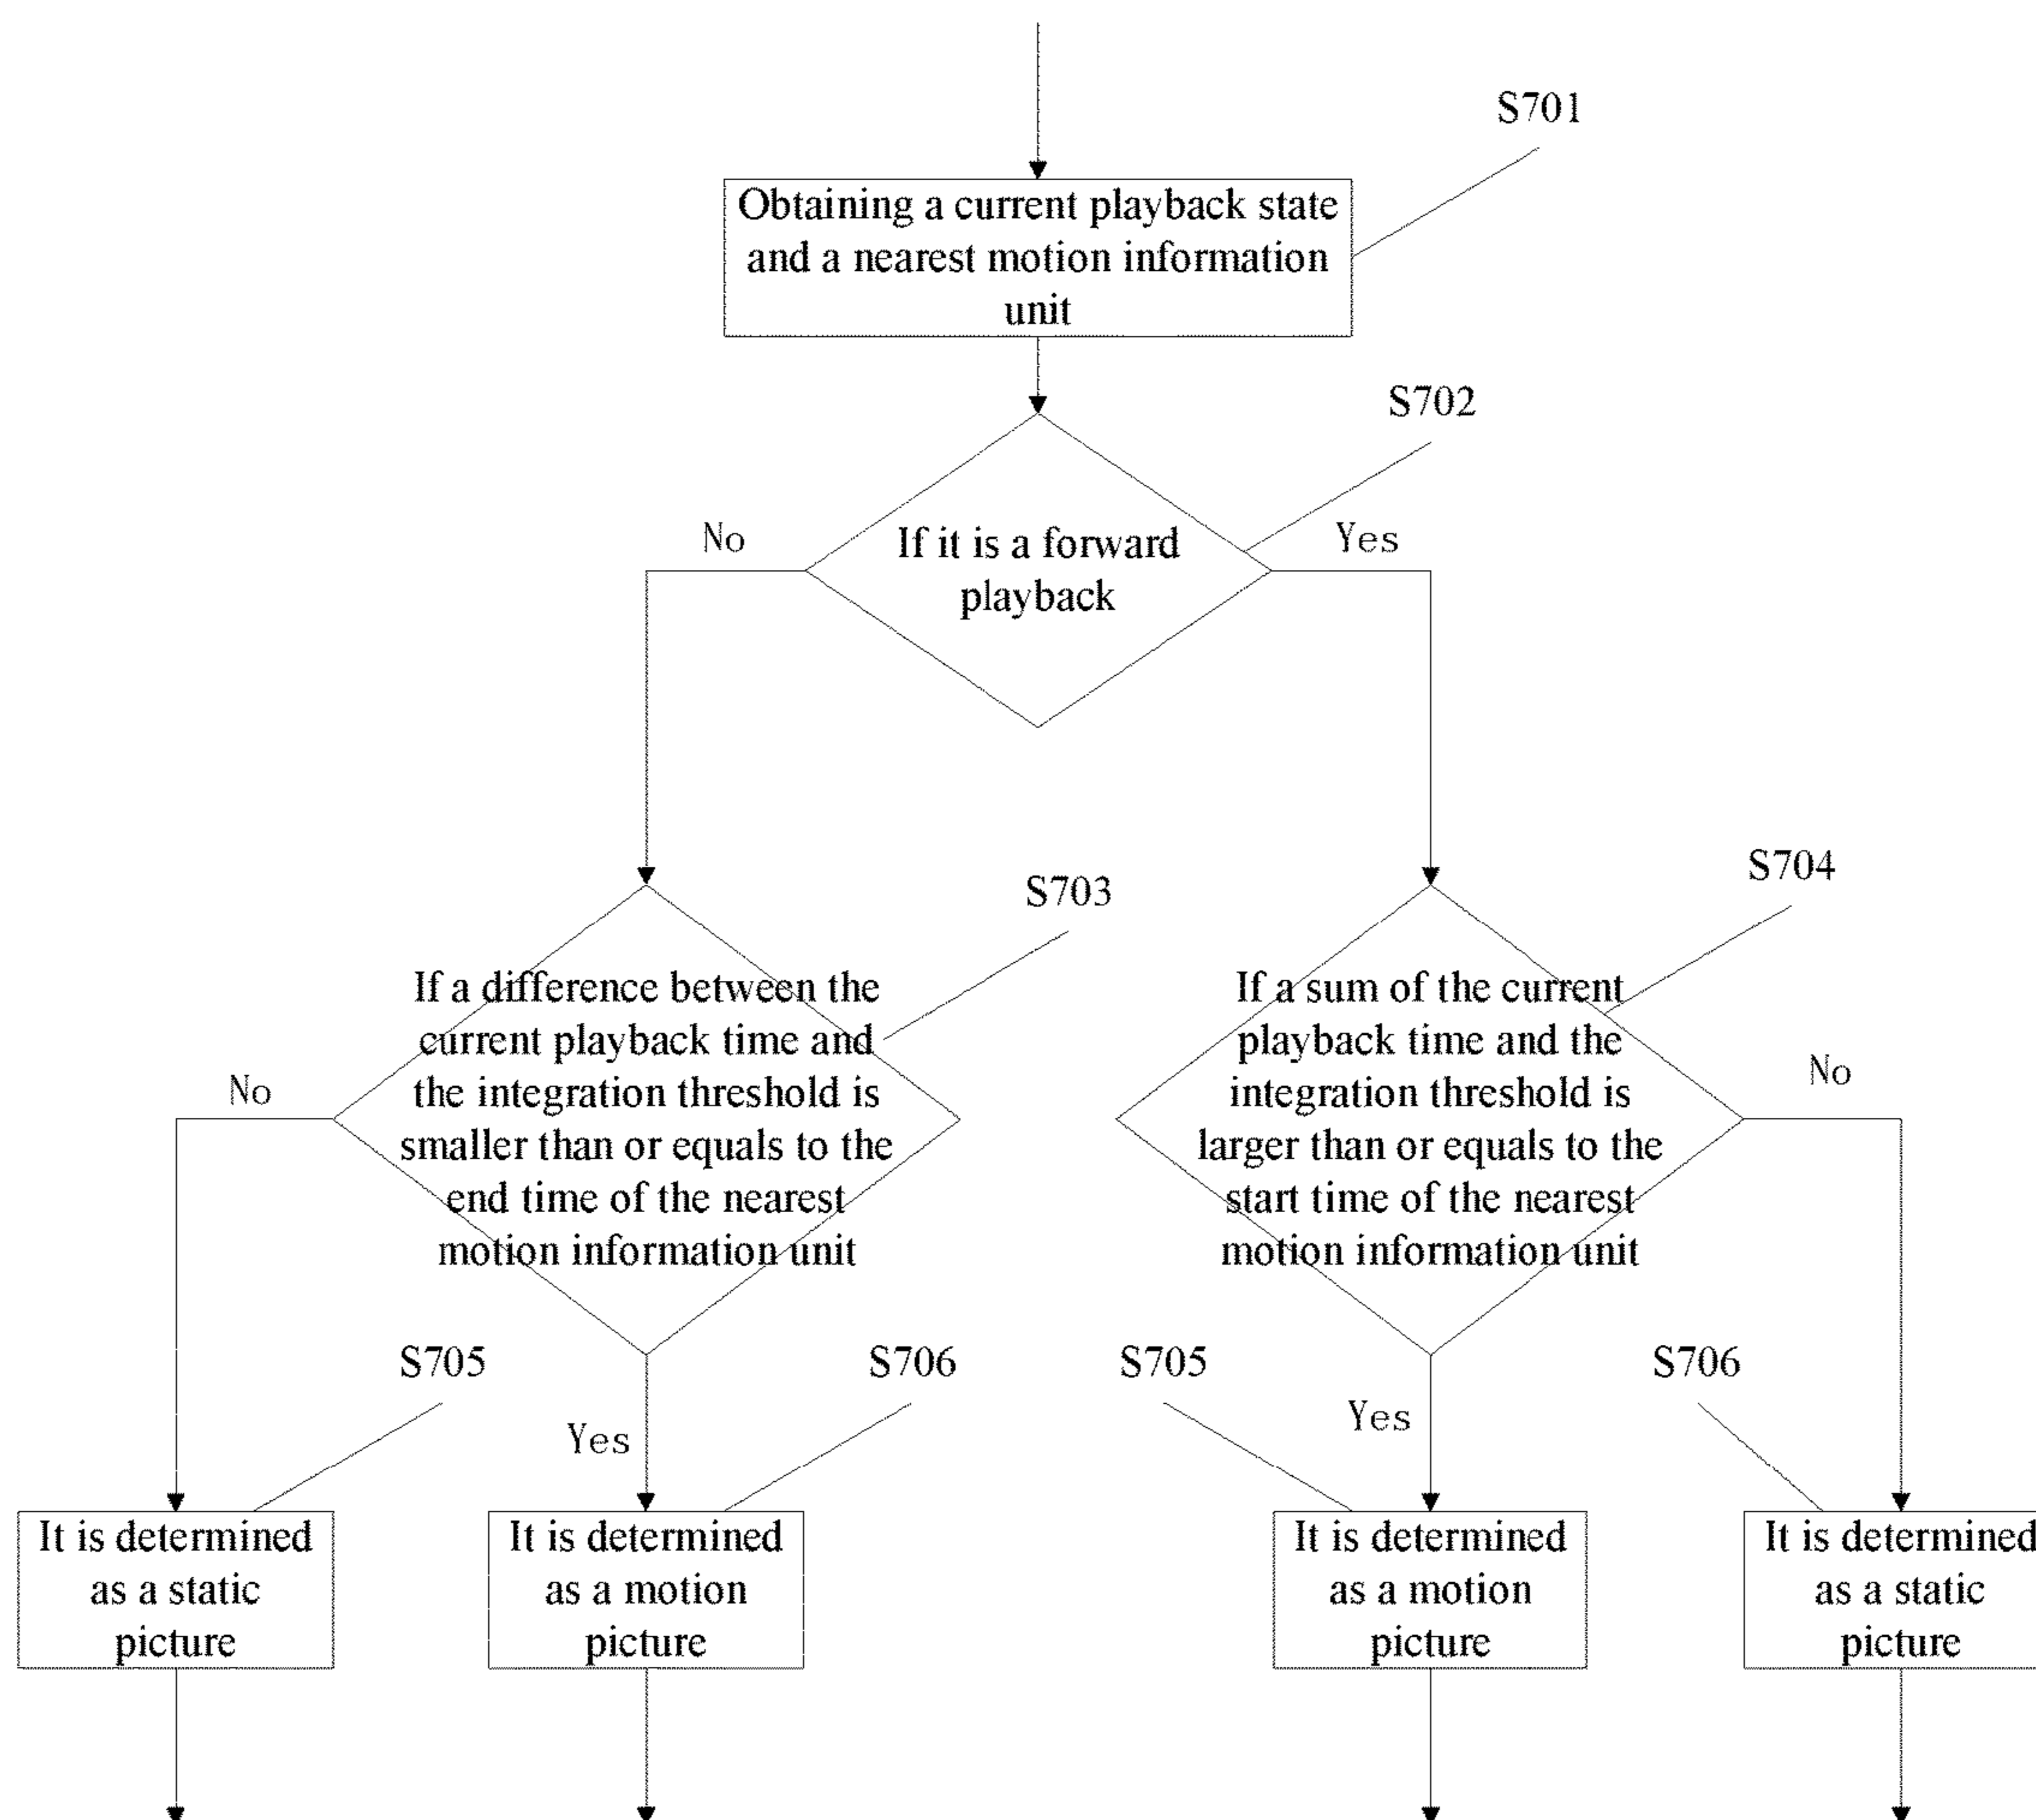 S701
Obtaining a current playback state
and a nearest motion information
unit
S702
No
If it is a forward
playback
Yes
S703
If a difference between the
current playback time and
the integration threshold is
smaller than or equals to the
end time of the nearest
motion information unit
No
Yes
S704
If a sum of the current
playback time and the
integration threshold is
larger than or equals to the
start time of the nearest
motion information unit
No
Yes
S705
It is determined
as a static
picture
S706
It is determined
as a motion
picture
S705
It is determined
as a motion
picture
S706
It is determined
as a static
picture